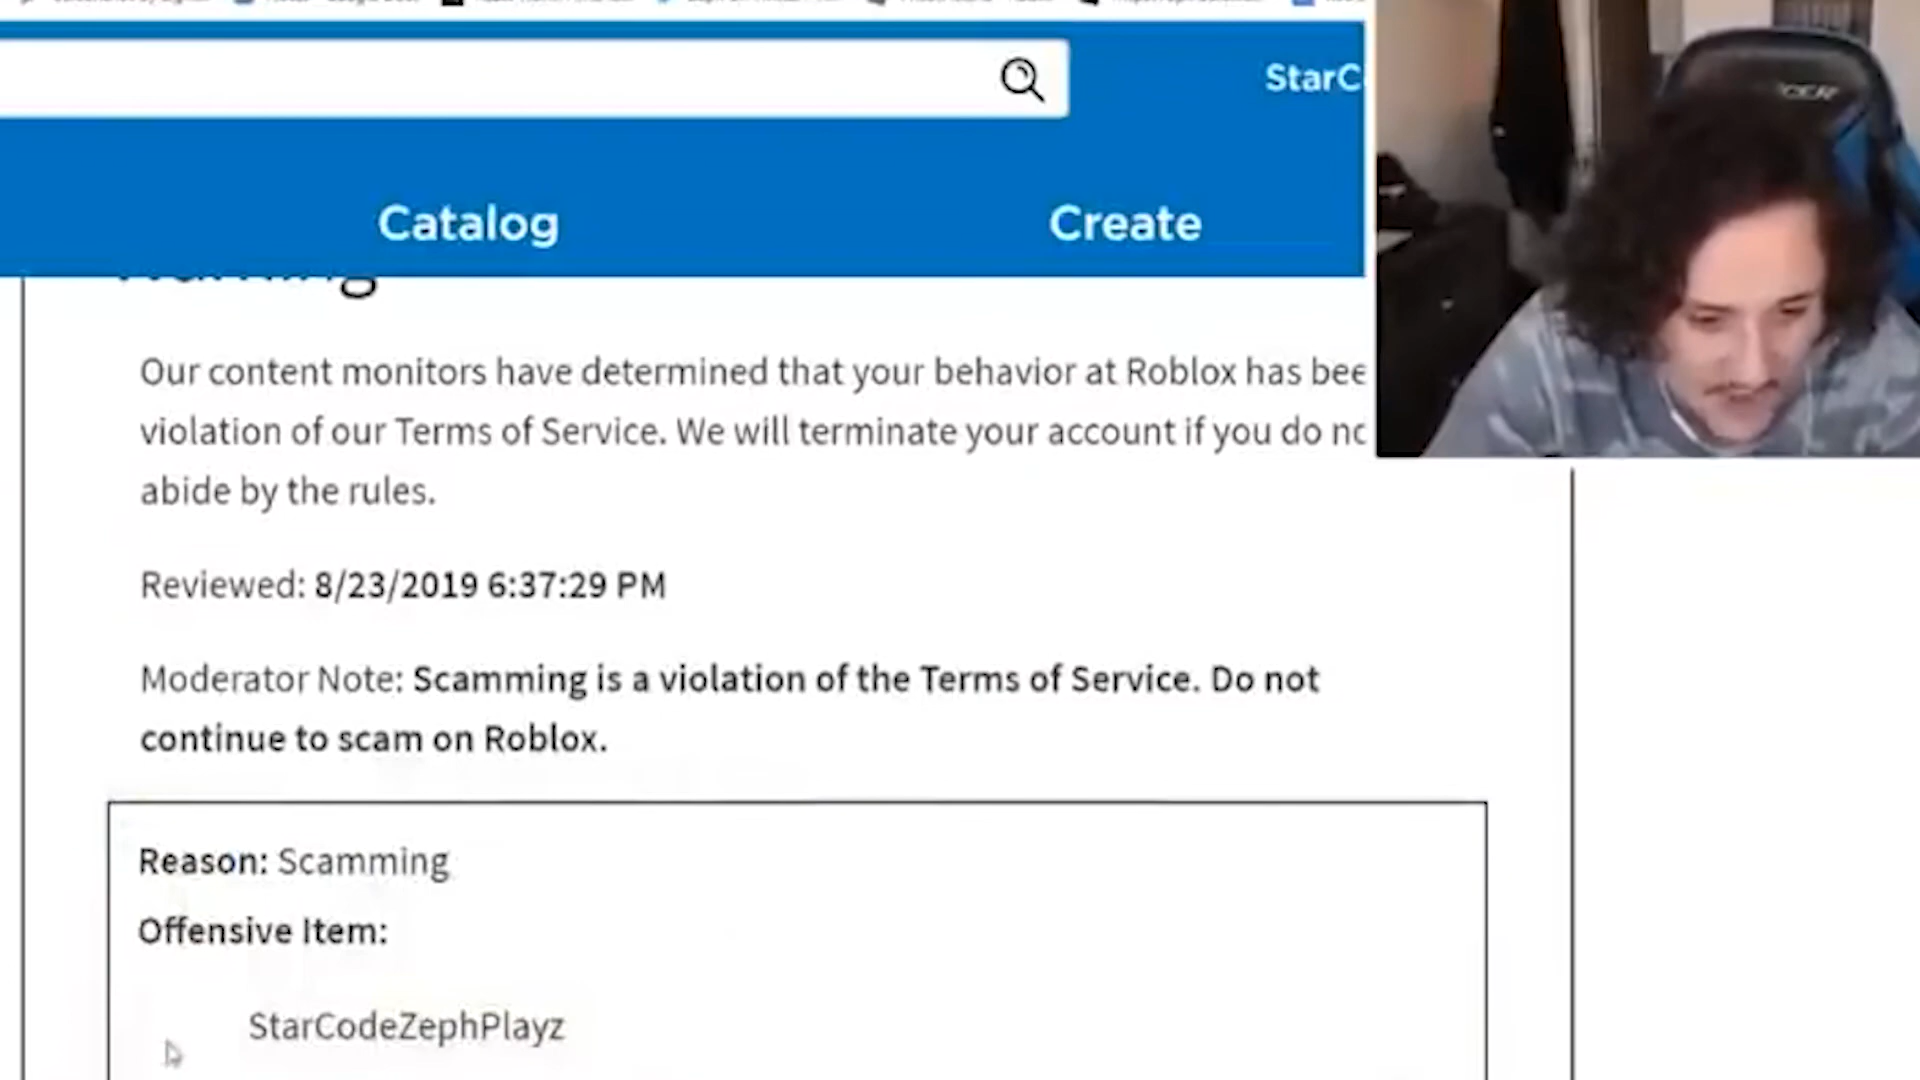 StarC
Catalog
Create
Our content monitors have determined that your behavior at Roblox has bee
violation of our Terms of Service. We will terminate your account if you do
abide by the rules.
Reviewed: 8/23/2019 6:37:29 PM
Moderator Note: Scamming is a violation of the Terms of Service. Do not
continue to scam on Roblox.
Reason: Scamming
Offensive Item:
StarCodeZephPlayz